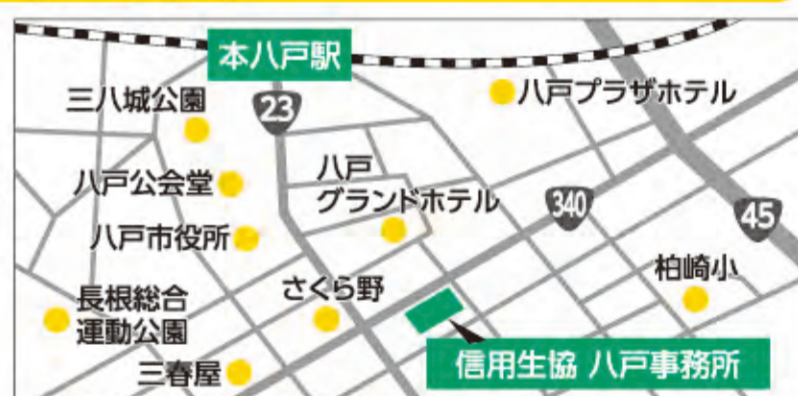 本八戸駅
三八城公園
23
八戸プラザホテル
八戸公会堂
八戸
グランドホテル
340
45
八戸市役所
柏崎小
長根総合
運動公園
さくら野
三春屋
信用生協 八戸事務所